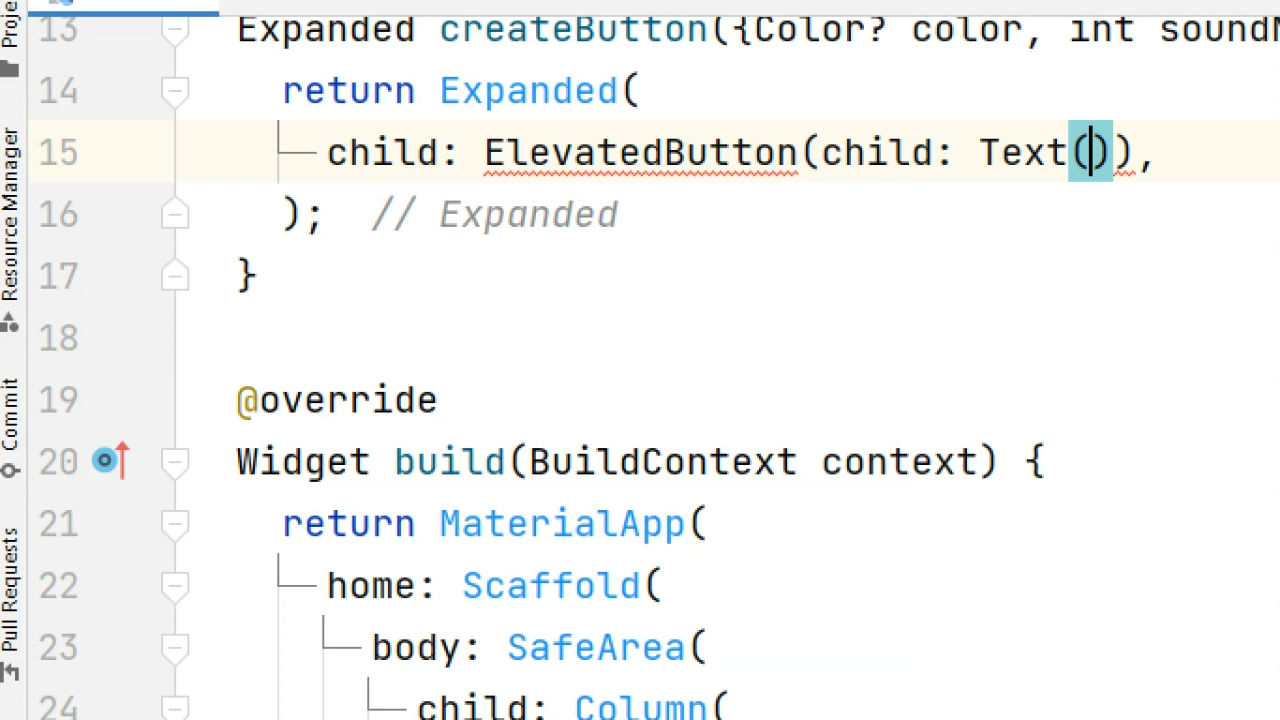 Proje
Resource Manager
Commit
Pull Requests
13 Expanded createButton({Color? color, int sound
14 return Expanded(
15 child: ElevatedButton(child: Text()),
16 ); // Expanded
17 }
18
19 @override
20 Widget build(BuildContext context) {
21 return MaterialApp(
22 home: Scaffold(
23 body: SafeArea(
24 child: Column(